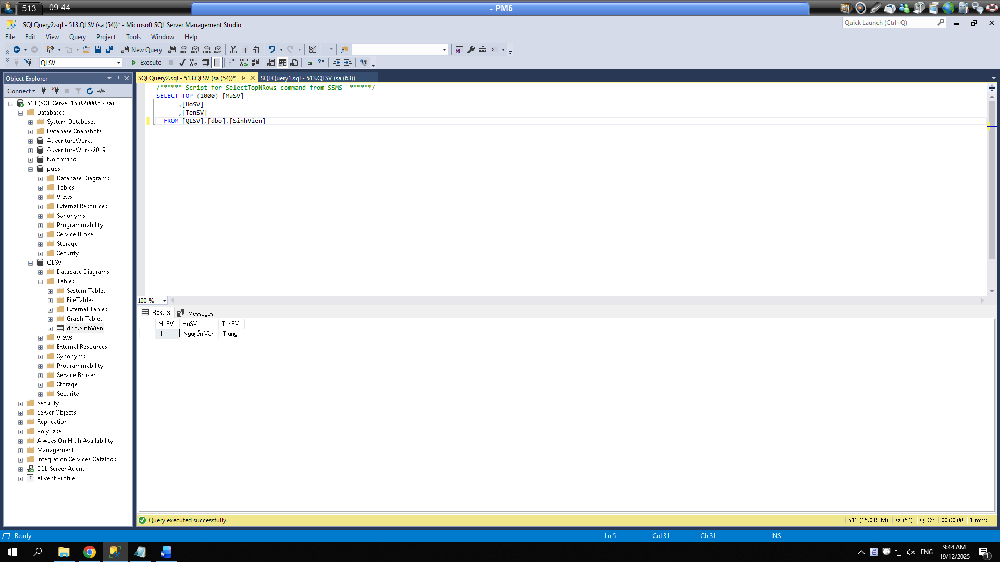 513
09:44
- PM5
SQLQuery2.sql - 513.QLSV (sa (54))* - Microsoft SQL Server Management Studio
Quick Launch (Ctrl+Q)
File Edit View Query Project Tools Window Help
New Query
MDX DMX XMLA DAX
QLSV
Execute
Object Explorer
SQLQuery2.sql - 513.QLSV (sa (54))*
SQLQuery1.sql - 513.QLSV (sa (63))
Connect
/****** Script for SelectTopNRows command from SSMS ******/
SELECT TOP (1000) [MaSV]
,[HoSV]
,[TenSV]
FROM [QLSV].[dbo].[SinhVien]
513 (SQL Server 15.0.2000.5 - sa)
Databases
System Databases
Database Snapshots
AdventureWorks
AdventureWorks2019
Northwind
pubs
Database Diagrams
Tables
Views
External Resources
Synonyms
Programmability
Service Broker
Storage
Security
QLSV
Database Diagrams
Tables
System Tables
FileTables
External Tables
Graph Tables
dbo.SinhVien
Views
External Resources
Synonyms
Programmability
Service Broker
Storage
Security
Security
Server Objects
Replication
PolyBase
Always On High Availability
Management
Integration Services Catalogs
SQL Server Agent
XEvent Profiler
100 %
Results Messages
MaSV HoSV TenSV
1 1 Nguyễn Văn Trung
Query executed successfully.
513 (15.0 RTM) sa (54) QLSV 00:00:00 1 rows
Ready
Ln 5 Col 31 Ch 31 INS
ENG
9:44 AM
19/12/2025
1